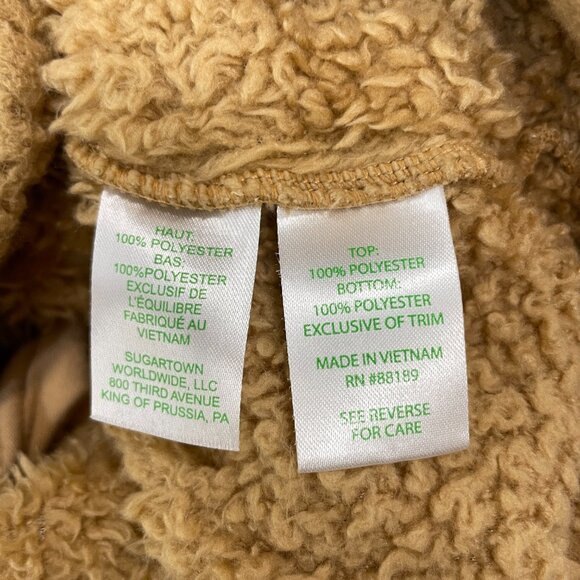 HAUT:
100% POLYESTER
BAS:
100%POLYESTER
EXCLUSIF DE
L'ÉQUILIBRE
FABRIQUÉ AU
VIETNAM
SUGARTOWN
WORLDWIDE, LLC
800 THIRD AVENUE
KING OF PRUSSIA, PA
TOP:
100% POLYESTER
BOTTOM:
100% POLYESTER
EXCLUSIVE OF TRIM
MADE IN VIETNAM
RN #88189
SEE REVERSE
FOR CARE